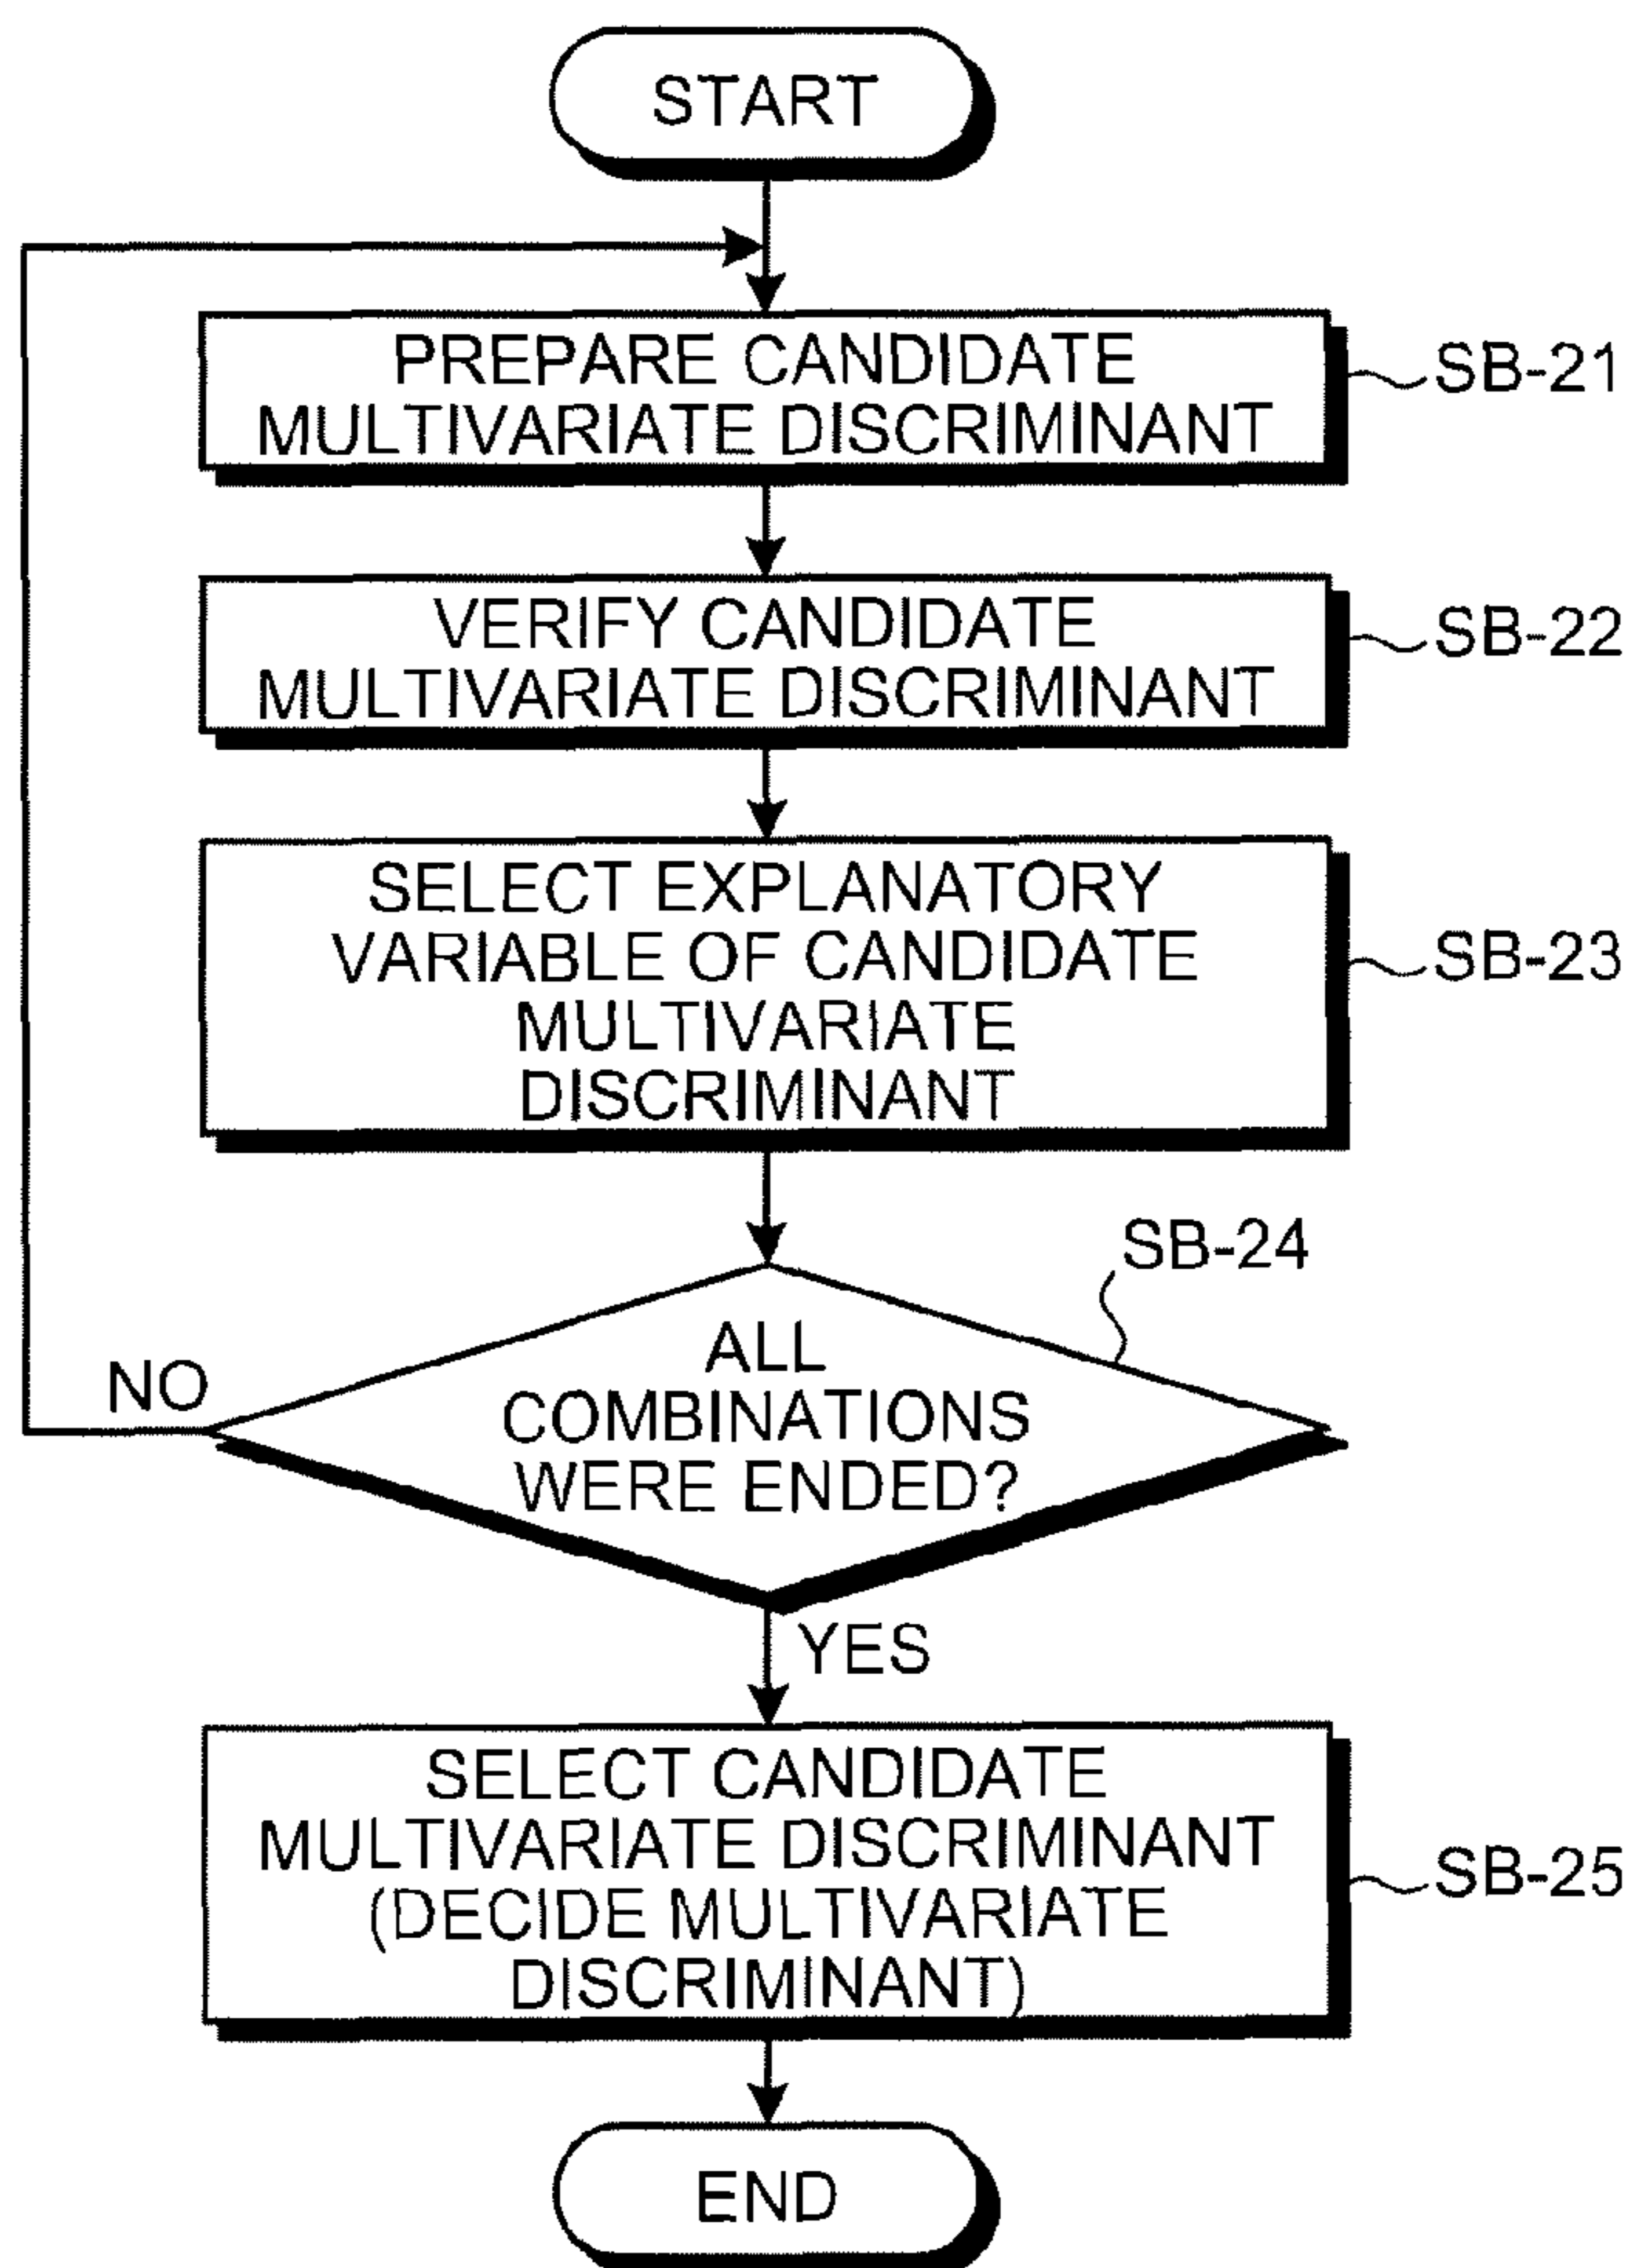 START
PREPARE CANDIDATE
MULTIVARIATE DISCRIMINANT
SB-21
VERIFY CANDIDATE
MULTIVARIATE DISCRIMINANT
SB-22
SELECT EXPLANATORY
VARIABLE OF CANDIDATE
MULTIVARIATE
DISCRIMINANT
SB-23
SB-24
ALL
COMBINATIONS
WERE ENDED?
NO
YES
SELECT CANDIDATE
MULTIVARIATE DISCRIMINANT
(DECIDE MULTIVARIATE
DISCRIMINANT)
SB-25
END